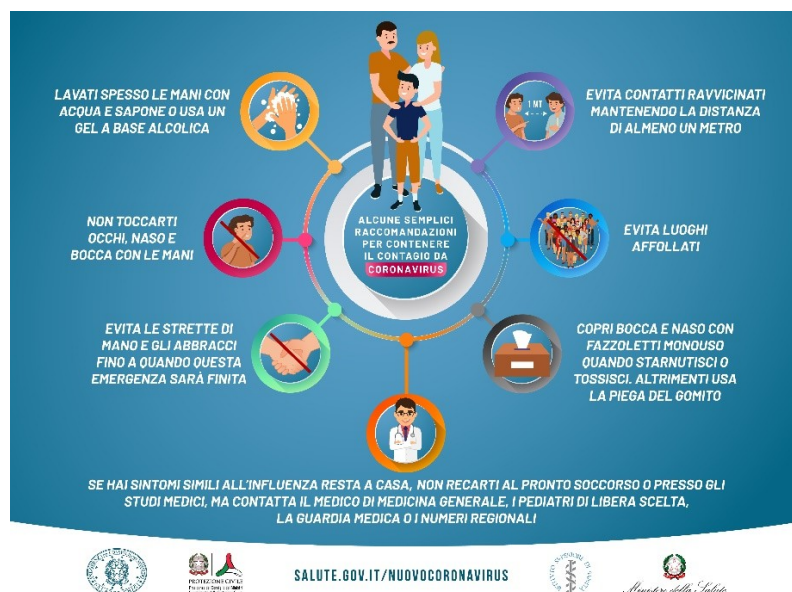 LAVATI SPESSO LE MANI CON
ACQUA E SAPONE O USA UN
GEL A BASE ALCOLICA
NON TOCCARTI
OCCHI, NASO E
BOCCA CON LE MANI
EVITA LE STRETTE DI
MANO E GLI ABBRACCI
FINO A QUANDO QUESTA
EMERGENZA SARÀ FINITA
ALCUNE SEMPLICI
RACCOMANDAZIONI
PER CONTENERE
IL CONTAGIO DA
CORONAVIRUS
1 MT
EVITA CONTATTI RAVVICINATI
MANTENENDO LA DISTANZA
DI ALMENO UN METRO
EVITA LUOGHI
AFFOLLATI
COPRI BOCCA E NASO CON
FAZZOLETTI MONOUSO
QUANDO STARNUTISCI O
TOSSISCI. ALTRIMENTI USA
LA PIEGA DEL GOMITO
SE HAI SINTOMI SIMILI ALL'INFLUENZA RESTA A CASA, NON RECARTI AL PRONTO SOCCORSO O PRESSO GLI
STUDI MEDICI, MA CONTATTA IL MEDICO DI MEDICINA GENERALE, I PEDIATRI DI LIBERA SCELTA,
LA GUARDIA MEDICA O I NUMERI REGIONALI
PROTEZIONE CIVILE
SALUTE.GOV.IT/NUOVOCORONAVIRUS
Ministero della Salute